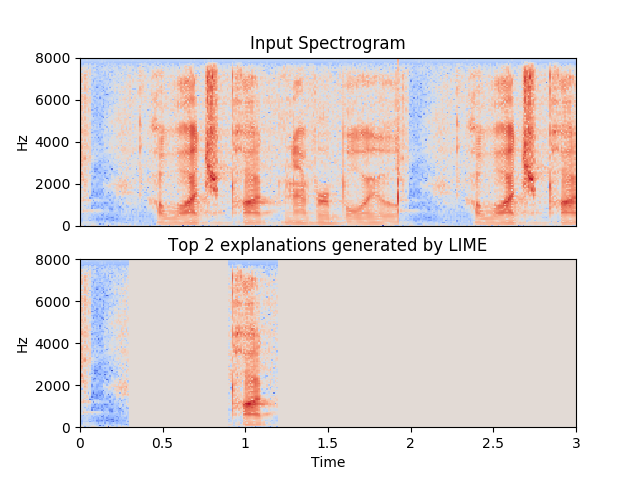 Input Spectrogram
8000
6000
4000
2000
0
Hz
Top 2 explanations generated by LIME
8000
6000
4000
2000
0
Hz
0 0.5 1 1.5 2 2.5 3
Time